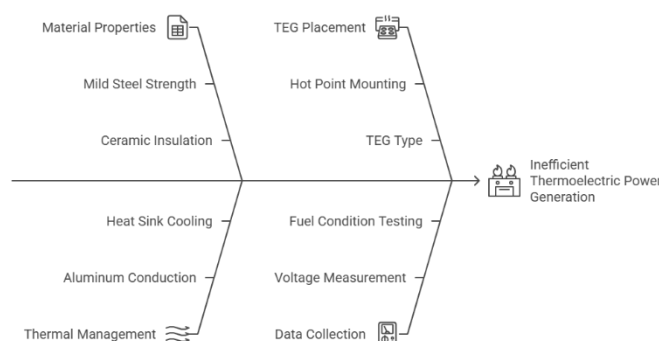 Material Properties
TEG Placement
Mild Steel Strength
Hot Point Mounting
Ceramic Insulation
TEG Type
Inefficient
Thermoelectric Power
Generation
Heat Sink Cooling
Fuel Condition Testing
Aluminum Conduction
Voltage Measurement
Thermal Management
Data Collection